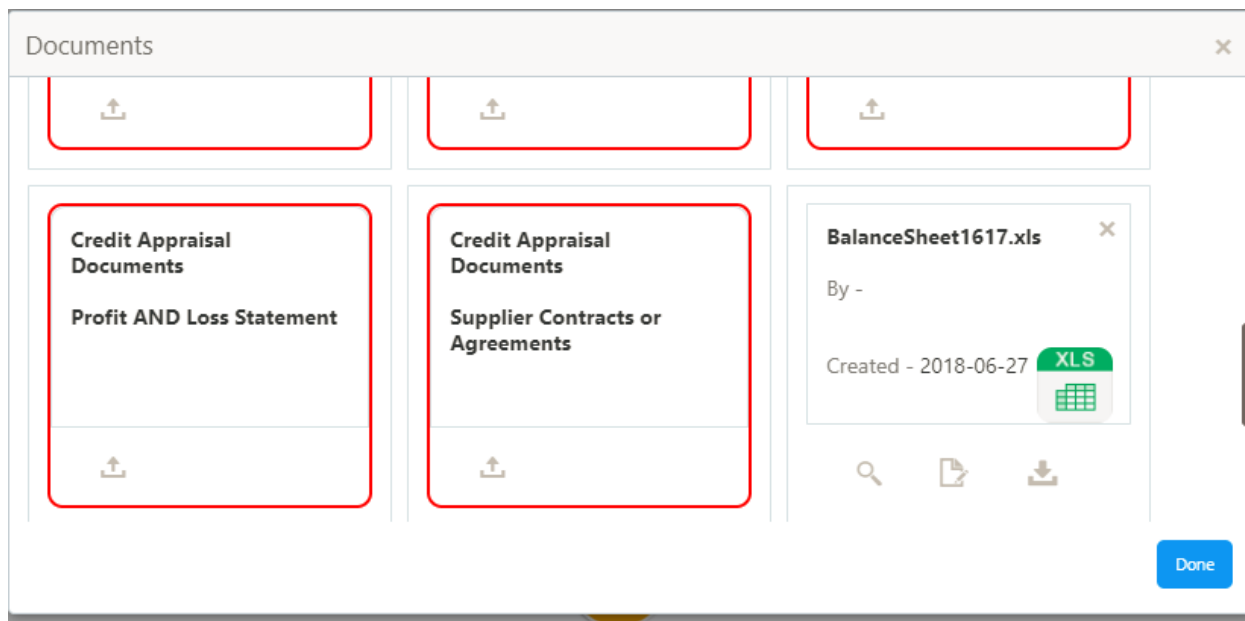 Documents
Credit Appraisal
Documents
Profit AND Loss Statement
Credit Appraisal
Documents
Supplier Contracts or
Agreements
BalanceSheet1617.xls
By -
Created - 2018-06-27
XLS
Done